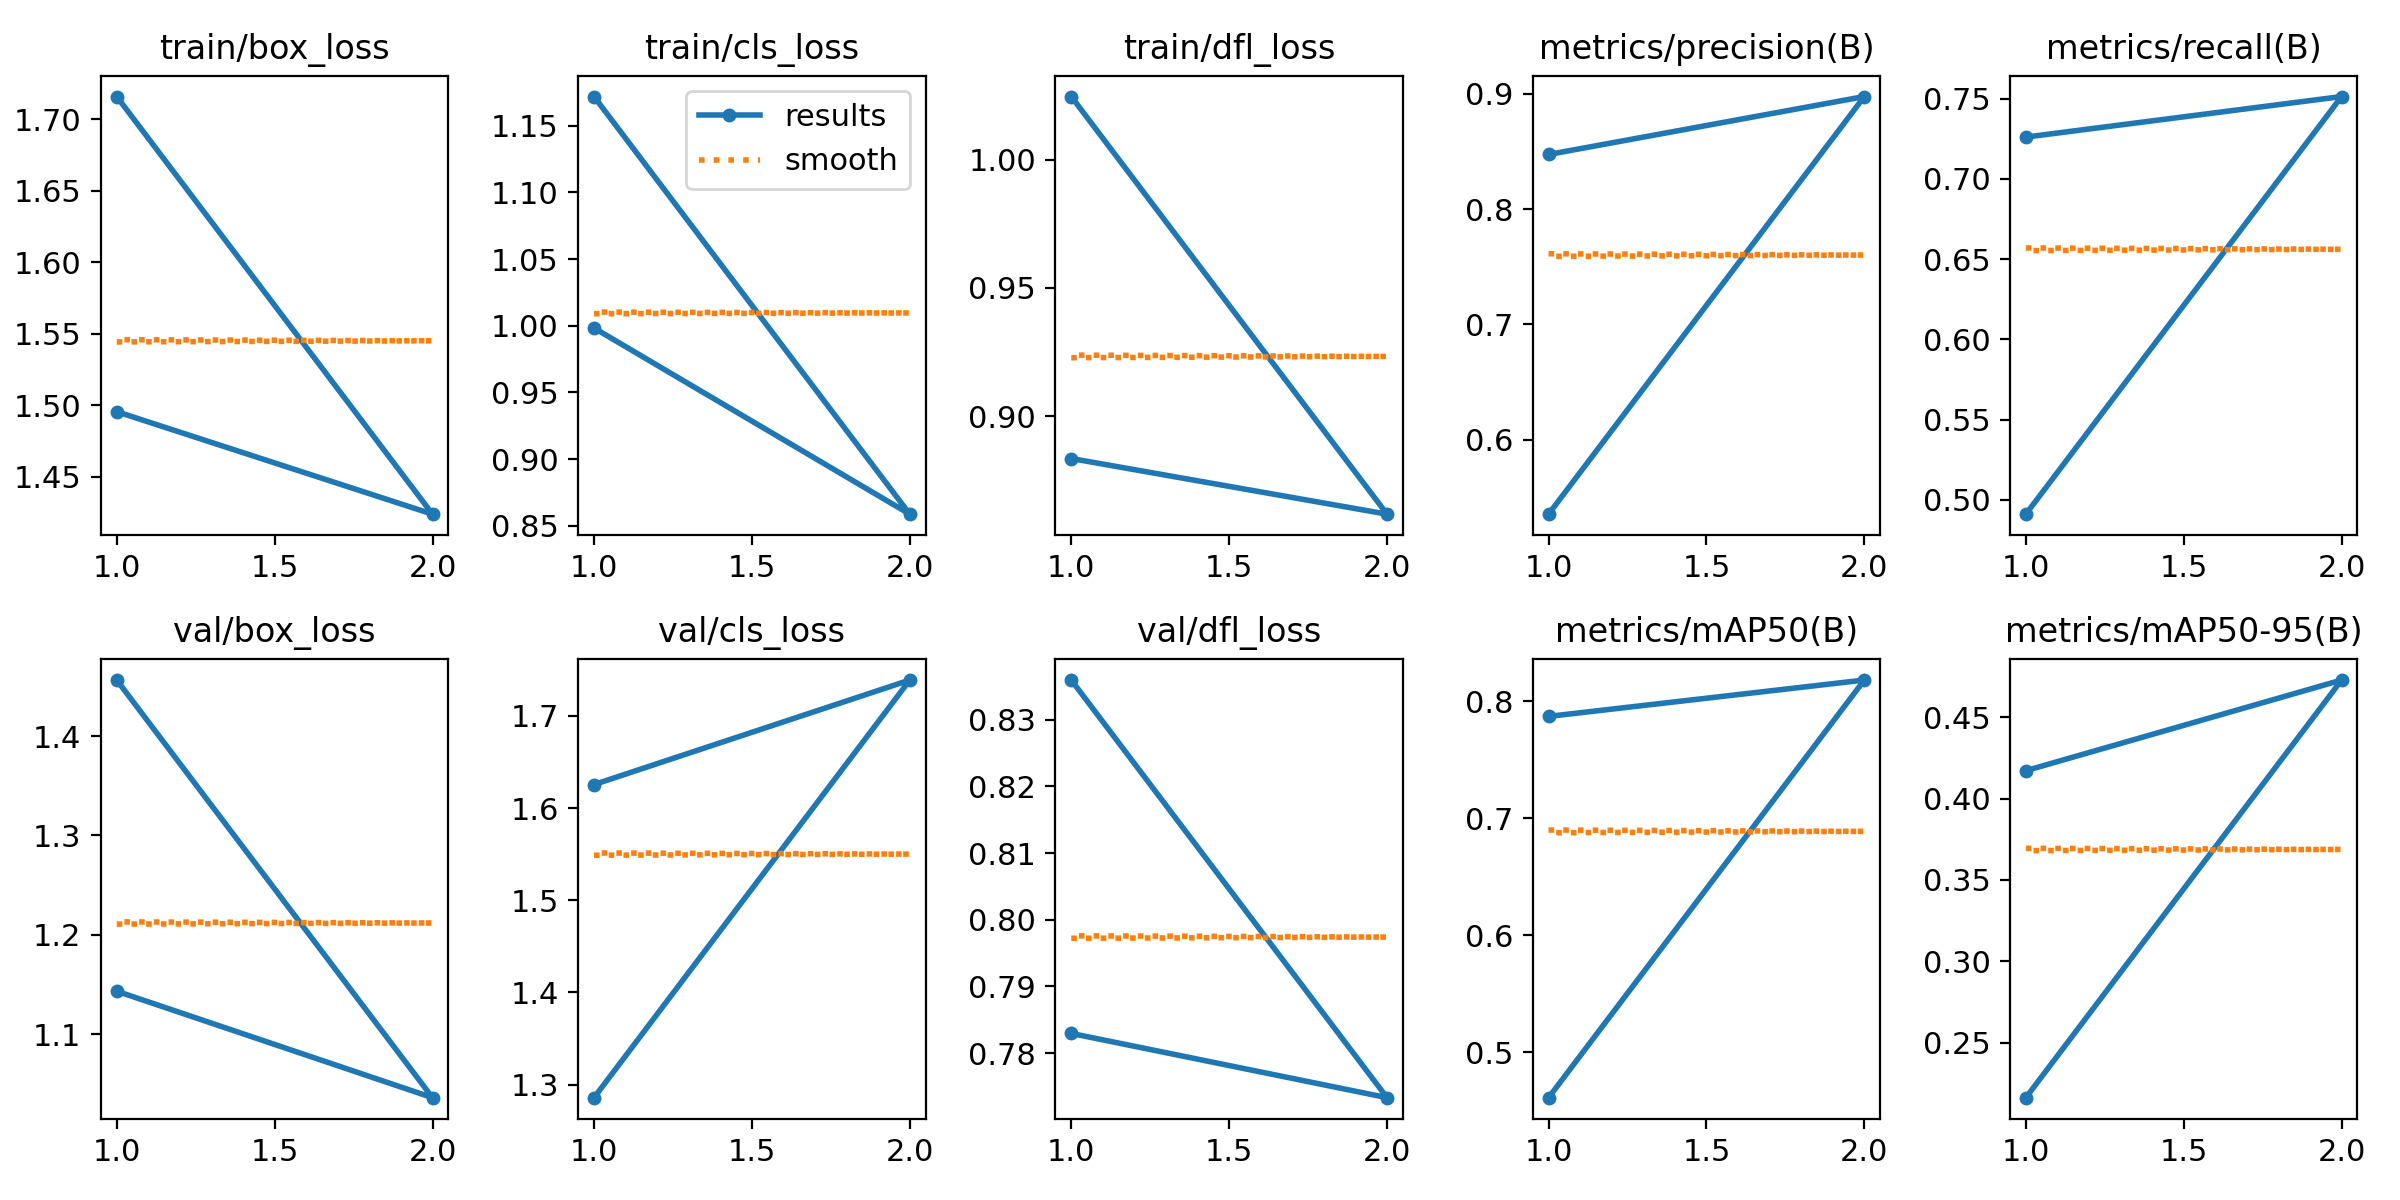 train/box_loss
1.70
1.65
1.60
1.55
1.50
1.45
1.0 1.5 2.0
train/cls_loss
results
smooth
1.15
1.10
1.05
1.00
0.95
0.90
0.85
1.0 1.5 2.0
train/dfl_loss
1.00
0.95
0.90
1.0 1.5 2.0
metrics/precision(B)
0.9
0.8
0.7
0.6
1.0 1.5 2.0
metrics/recall(B)
0.75
0.70
0.65
0.60
0.55
0.50
1.0 1.5 2.0
val/box_loss
1.4
1.3
1.2
1.1
1.0 1.5 2.0
val/cls_loss
1.7
1.6
1.5
1.4
1.3
1.0 1.5 2.0
val/dfl_loss
0.83
0.82
0.81
0.80
0.79
0.78
1.0 1.5 2.0
metrics/mAP50(B)
0.8
0.7
0.6
0.5
1.0 1.5 2.0
metrics/mAP50-95(B)
0.45
0.40
0.35
0.30
0.25
1.0 1.5 2.0